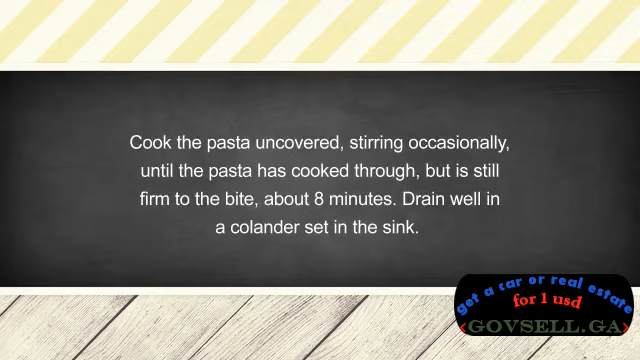 Cook the pasta uncovered, stirring occasionally,
until the pasta has cooked through, but is still
firm to the bite, about 8 minutes. Drain well in
a colander set in the sink.
get a car or real estate
for 1 usd
<GOVSELL.GA>